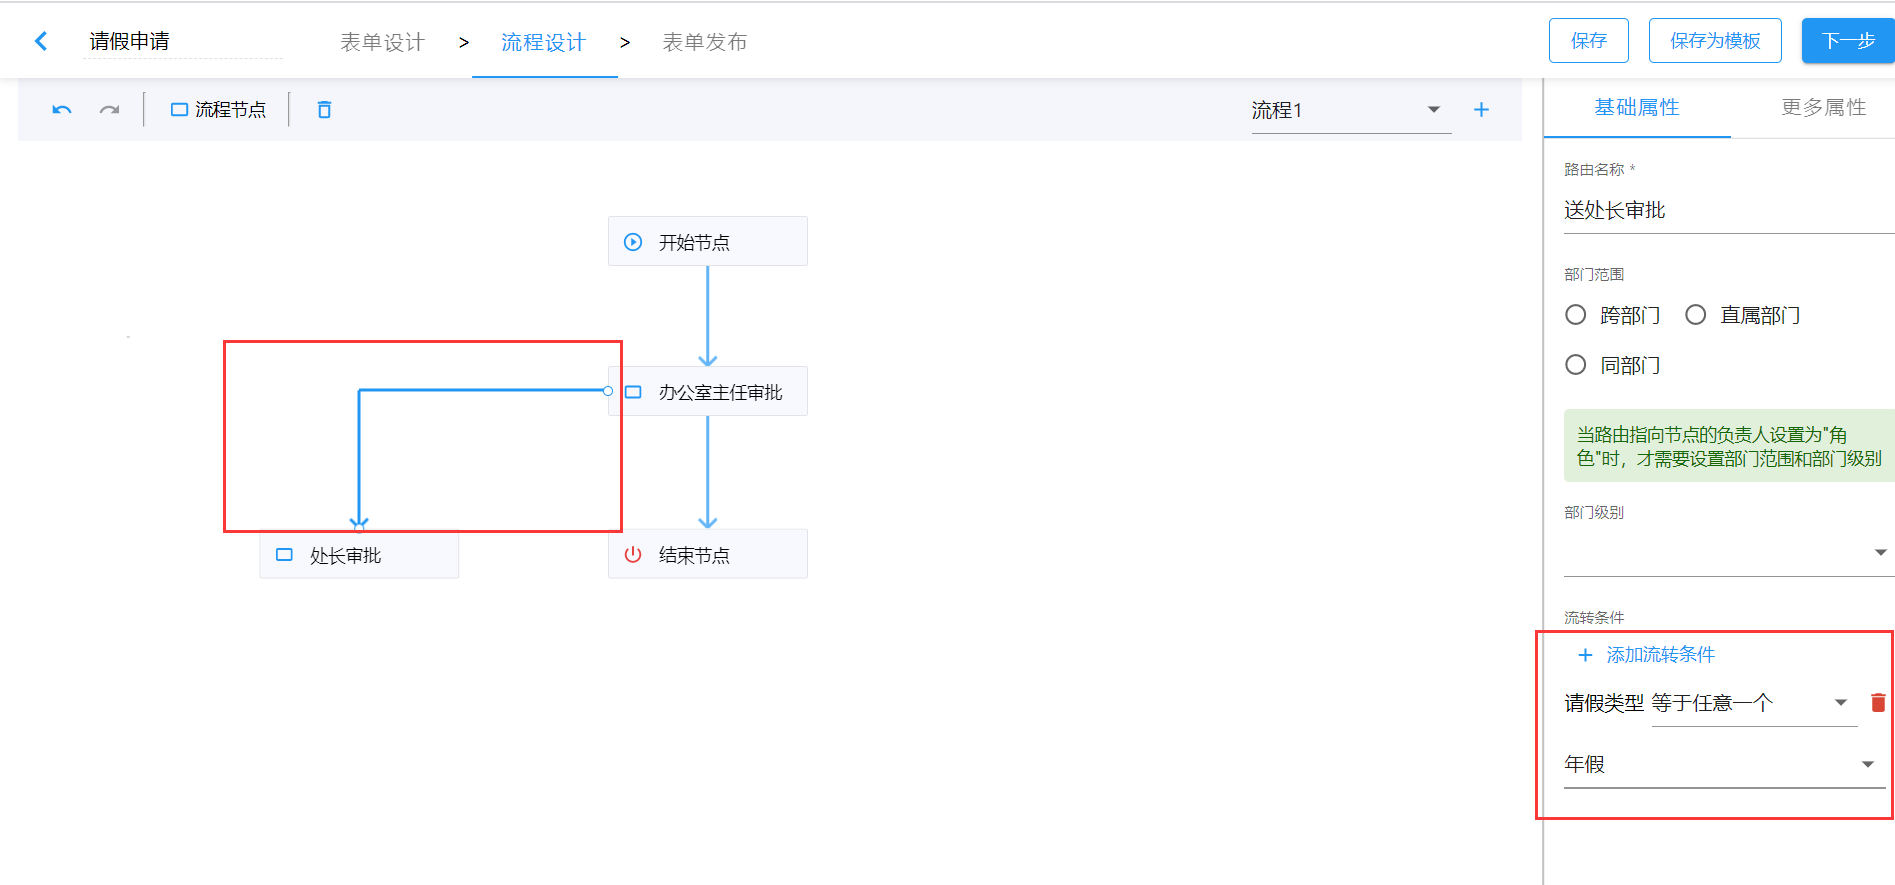 请假申请
表单设计 > 流程设计 > 表单发布
保存
保存为模板
下一步
流程节点
流程1
基础属性
更多属性
路由名称 *
送处长审批
部门范围
跨部门
直属部门
同部门
当路由指向节点的负责人设置为"角
色"时，才需要设置部门范围和部门级别
部门级别
流转条件
添加流转条件
请假类型 等于任意一个
年假
开始节点
办公室主任审批
处长审批
结束节点